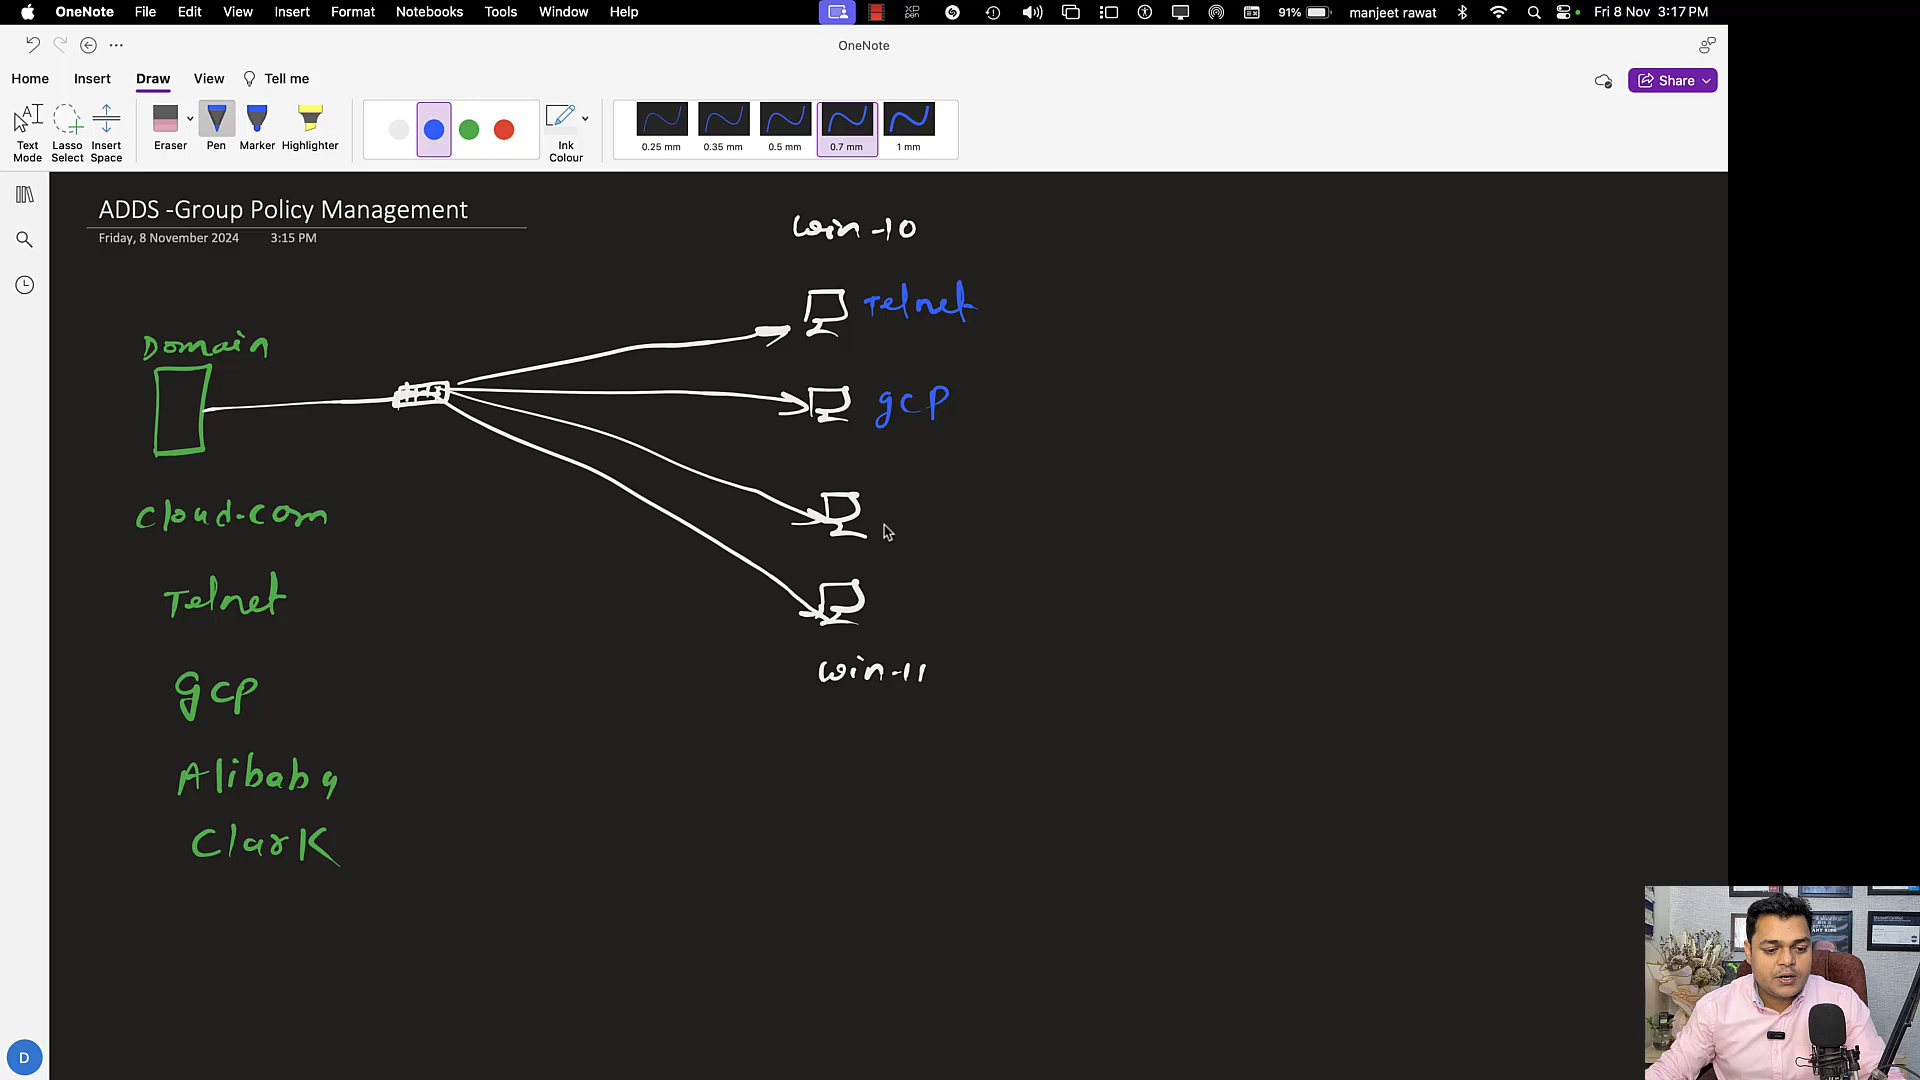 OneNote File Edit View Insert Format Notebooks Tools Window Help
XP
pen
91% manjeet rawat Fri 8 Nov 3:17 PM
OneNote
Home Insert Draw View Tell me
Share
Text Mode
Lasso Select
Insert Space
Eraser
Pen
Marker
Highlighter
Ink Colour
0.25 mm
0.35 mm
0.5 mm
0.7 mm
1 mm
ADDS -Group Policy Management
Friday, 8 November 2024 3:15 PM
win-10
Telnet
Domain
gcp
Cloud.com
Telnet
win-11
gcp
Alibaba
Clark
D